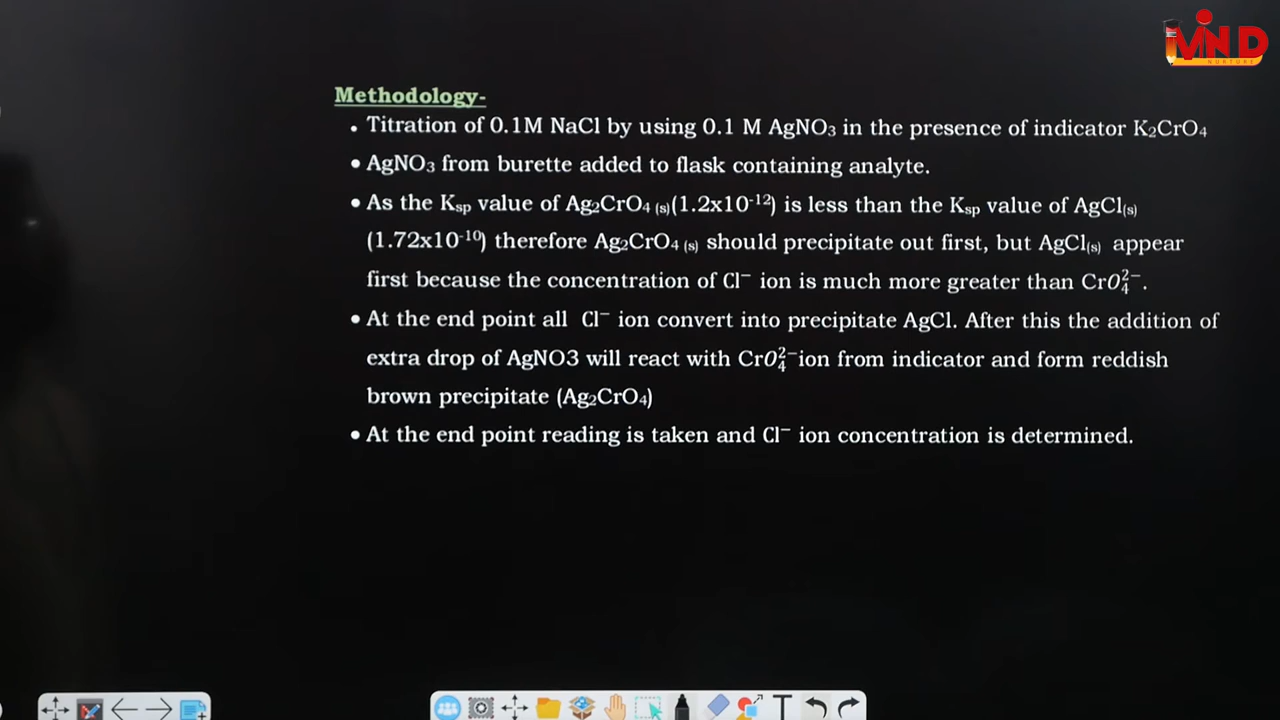 MIND
NURTURE
Methodology-
• Titration of 0.1M NaCl by using 0.1 M AgNO₃ in the presence of indicator K₂CrO₄
• AgNO₃ from burette added to flask containing analyte.
• As the Kₛₚ value of Ag₂CrO₄ ₍ₛ₎(1.2x10⁻¹²) is less than the Kₛₚ value of AgCl₍ₛ₎
(1.72x10⁻¹⁰) therefore Ag₂CrO₄ ₍ₛ₎ should precipitate out first, but AgCl₍ₛ₎ appear
first because the concentration of Cl⁻ ion is much more greater than CrO₄²⁻.
• At the end point all Cl⁻ ion convert into precipitate AgCl. After this the addition of
extra drop of AgNO3 will react with CrO₄²⁻ion from indicator and form reddish
brown precipitate (Ag₂CrO₄)
• At the end point reading is taken and Cl⁻ ion concentration is determined.